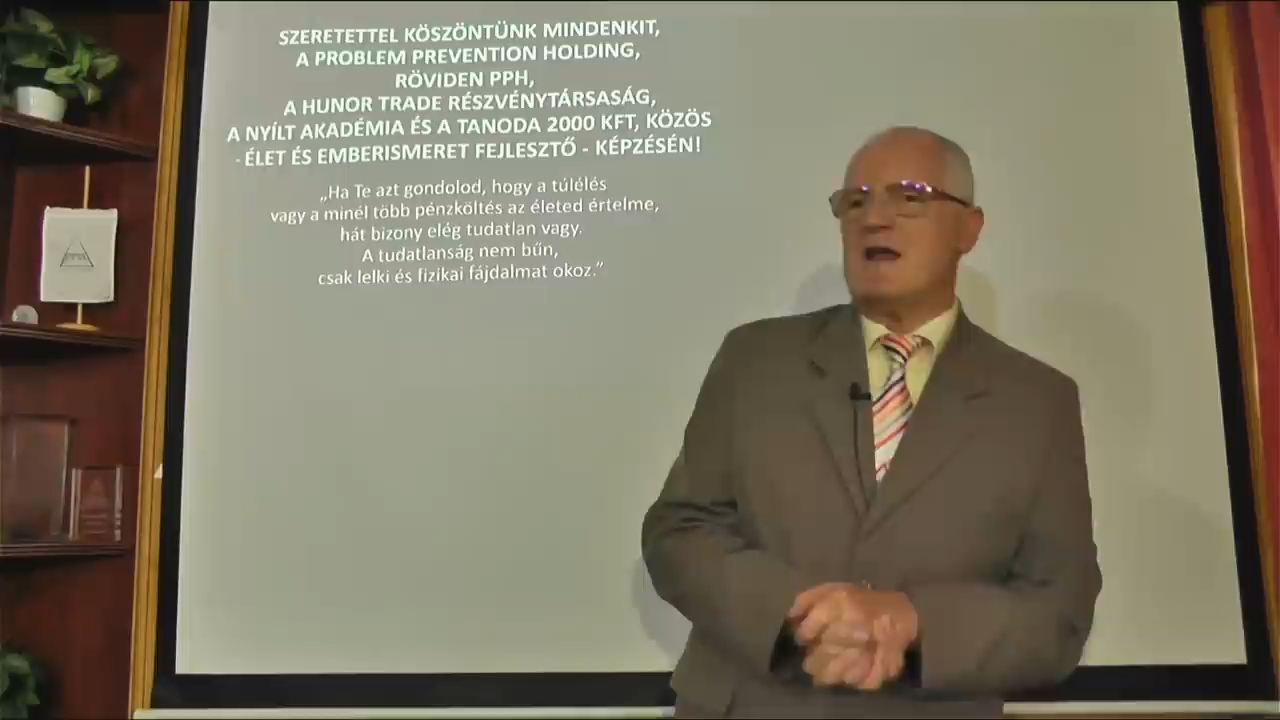 SZERETETTEL KÖSZÖNTÜNK MINDENKIT,
A PROBLEM PREVENTION HOLDING,
RÖVIDEN PPH,
A HUNOR TRADE RÉSZVÉNYTÁRSASÁG,
A NYÍLT AKADÉMIA ÉS A TANODA 2000 KFT, KÖZÖS
- ÉLET ÉS EMBERISMERET FEJLESZTŐ - KÉPZÉSÉN!
„Ha Te azt gondolod, hogy a túlélés
vagy a minél több pénzköltés az életed értelme,
hát bizony elég tudatlan vagy.
A tudatlanság nem bűn,
csak lelki és fizikai fájdalmat okoz.”